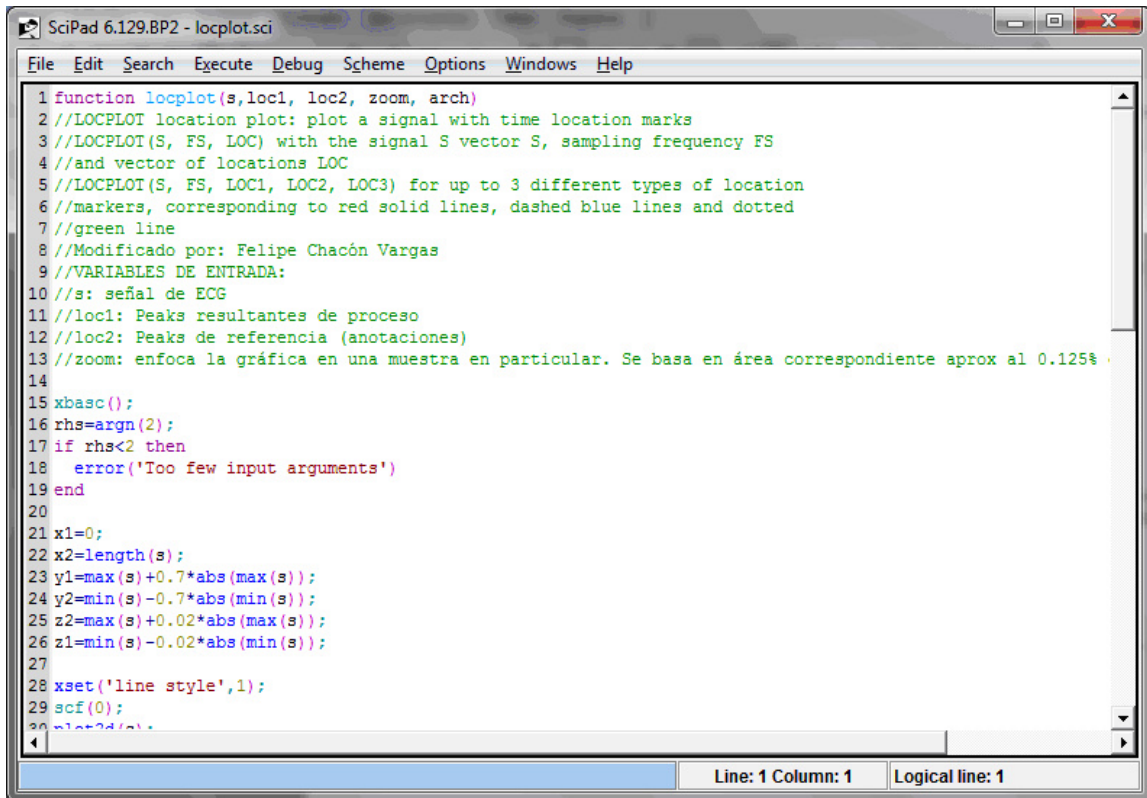 SciPad 6.129.BP2 - locplot.sci
File Edit Search Execute Debug Scheme Options Windows Help
1 function locplot(s,loc1, loc2, zoom, arch)
2 //LOCPLOT location plot: plot a signal with time location marks
3 //LOCPLOT(S, FS, LOC) with the signal S vector S, sampling frequency FS
4 //and vector of locations LOC
5 //LOCPLOT(S, FS, LOC1, LOC2, LOC3) for up to 3 different types of location
6 //markers, corresponding to red solid lines, dashed blue lines and dotted
7 //green line
8 //Modificado por: Felipe Chacón Vargas
9 //VARIABLES DE ENTRADA:
10 //s: señal de ECG
11 //loc1: Peaks resultantes de proceso
12 //loc2: Peaks de referencia (anotaciones)
13 //zoom: enfoca la gráfica en una muestra en particular. Se basa en área correspondiente aprox al 0.125%
14
15 xbasc();
16 rhs=argn(2);
17 if rhs<2 then
18   error('Too few input arguments')
19 end
20
21 x1=0;
22 x2=length(s);
23 y1=max(s)+0.7*abs(max(s));
24 y2=min(s)-0.7*abs(min(s));
25 z2=max(s)+0.02*abs(max(s));
26 z1=min(s)-0.02*abs(min(s));
27
28 xset('line style',1);
29 scf(0);
30 plot2d(s);
Line: 1 Column: 1 Logical line: 1